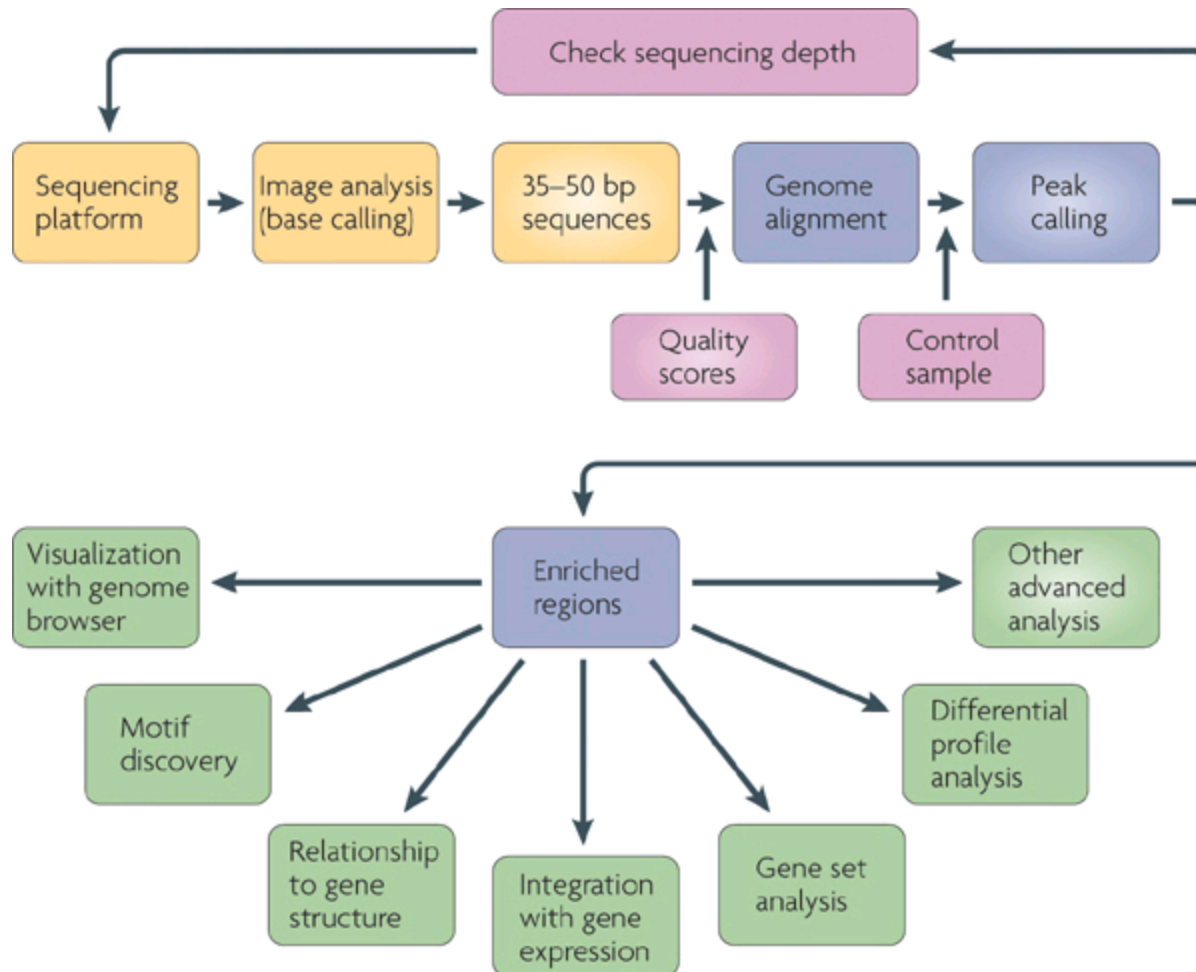 Check sequencing depth
Sequencing
platform
Image analysis
(base calling)
35–50 bp
sequences
Genome
alignment
Peak
calling
Quality
scores
Control
sample
Visualization
with genome
browser
Enriched
regions
Other
advanced
analysis
Motif
discovery
Differential
profile
analysis
Relationship
to gene
structure
Integration
with gene
expression
Gene set
analysis